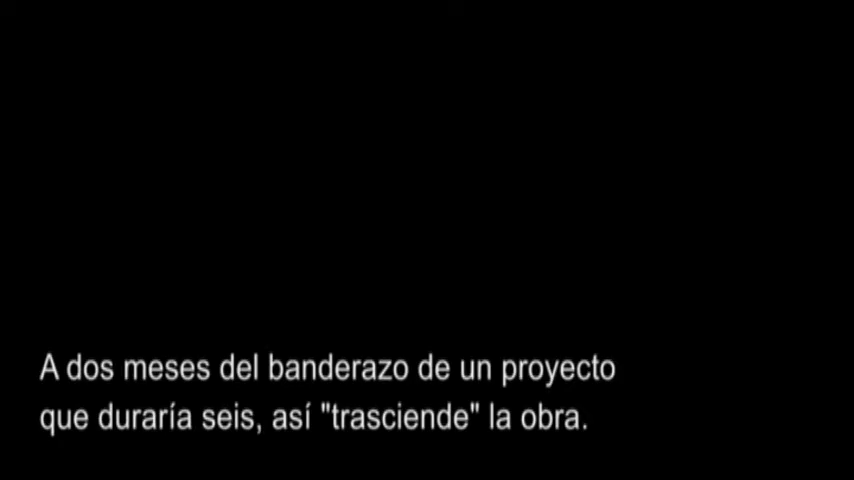 A dos meses del banderazo de un proyecto
que duraría seis, así "trasciende" la obra.